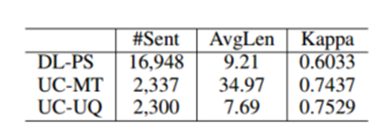 #Sent AvgLen Kappa
DL-PS 16,948 9.21 0.6033
UC-MT 2,337 34.97 0.7437
UC-UQ 2,300 7.69 0.7529